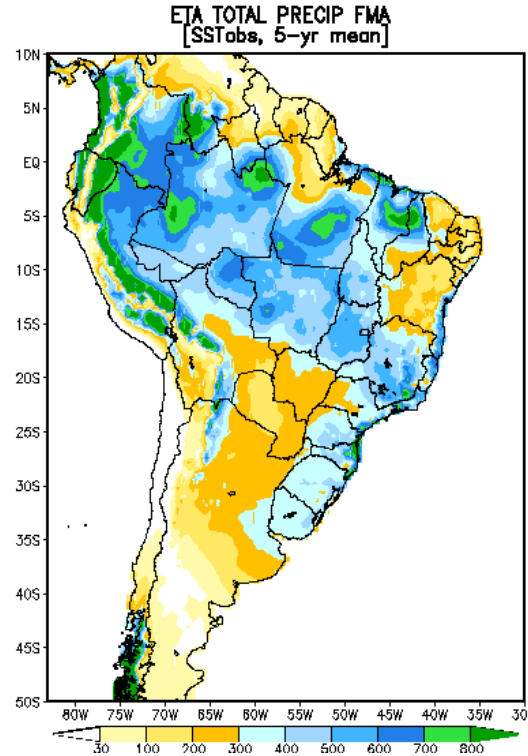 ETA TOTAL PRECIP FMA
[SSTobs, 5-yr mean]
10N
5N
EQ
5S
10S
15S
20S
25S
30S
35S
40S
45S
50S
80W 75W 70W 65W 60W 55W 50W 45W 40W 35W 30
30 100 200 300 400 500 600 700 800